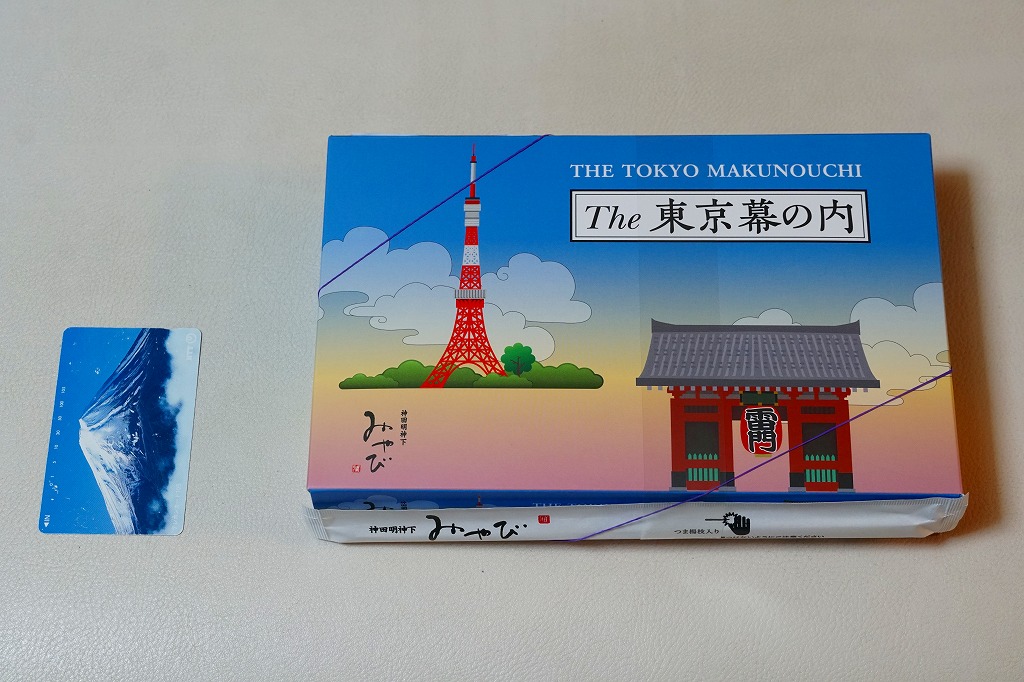 THE TOKYO MAKUNOUCHI
The 東京幕の内
雷門
神田明神下
みやび
神田明神下 みやび
つま楊枝入り
IN